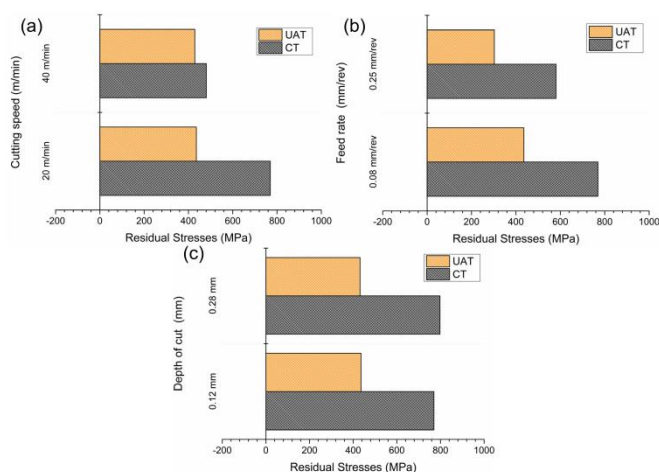 (a)
UAT
CT
Cutting speed (m/min)
40 m/min
20 m/min
-200 0 200 400 600 800 1000
Residual Stresses (MPa)
(b)
UAT
CT
Feed rate (mm/rev)
0.25 mm/rev
0.08 mm/rev
-200 0 200 400 600 800 1000
Residual Stresses (MPa)
(c)
UAT
CT
Depth of cut (mm)
0.28 mm
0.12 mm
-200 0 200 400 600 800 1000
Residual Stresses (MPa)